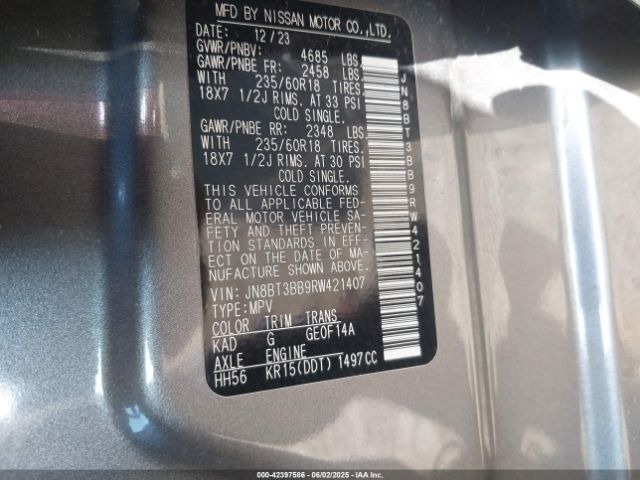 MFD BY NISSAN MOTOR CO.,LTD.
DATE: 12/23
GVWR/PNBV: 4685 LBS
GAWR/PNBE FR: 2458 LBS
WITH 235/60R18 TIRES.
18X7 1/2J RIMS. AT 33 PSI
COLD SINGLE.
GAWR/PNBE RR: 2348 LBS.
WITH 235/60R18 TIRES.
18X7 1/2J RIMS. AT 30 PSI
COLD SINGLE.
THIS VEHICLE CONFORMS
TO ALL APPLICABLE FED-
ERAL MOTOR VEHICLE SA-
FETY AND THEFT PREVEN-
TION STANDARDS IN EFF-
ECT ON THE DATE OF MA-
NUFACTURE SHOWN ABOVE.
VIN: JN8BT3BB9RW421407
TYPE:MPV
COLOR TRIM TRANS
KAD G GE0F14A
AXLE ENGINE
HH56 KR15(DDT) 1497CC
JN8BT3BB9RW421407
000-42397586 - 06/02/2025 - IAA Inc.